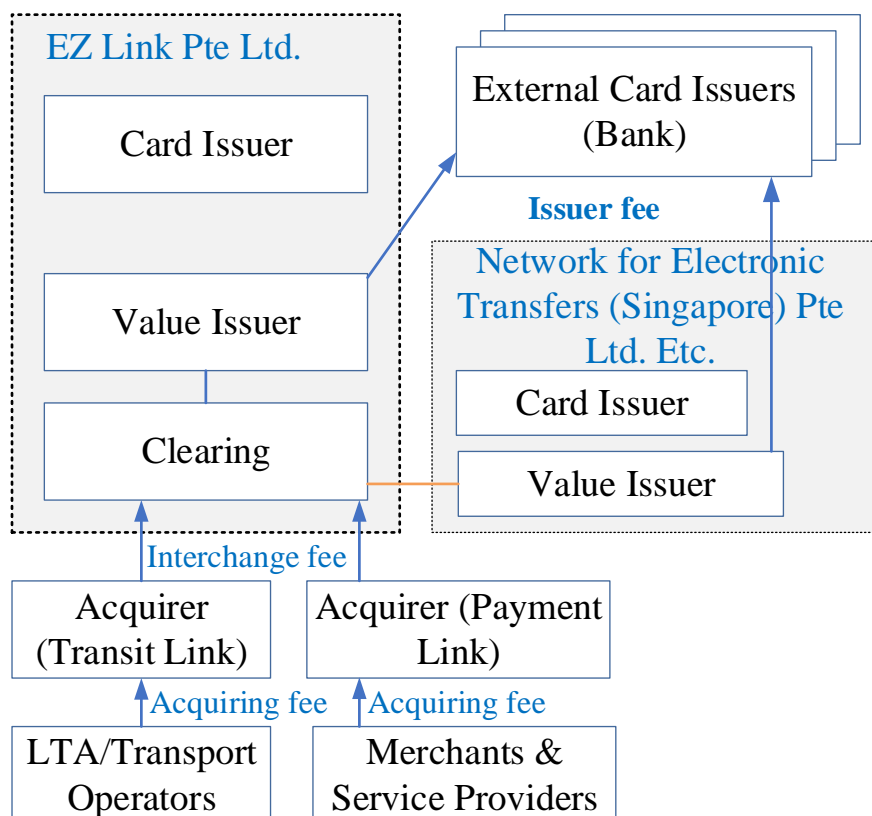 EZ Link Pte Ltd.
Card Issuer
Value Issuer
Clearing
External Card Issuers
(Bank)
Issuer fee
Network for Electronic
Transfers (Singapore) Pte
Ltd. Etc.
Card Issuer
Value Issuer
Interchange fee
Acquirer
(Transit Link)
Acquirer (Payment
Link)
Acquiring fee
Acquiring fee
LTA/Transport
Operators
Merchants &
Service Providers